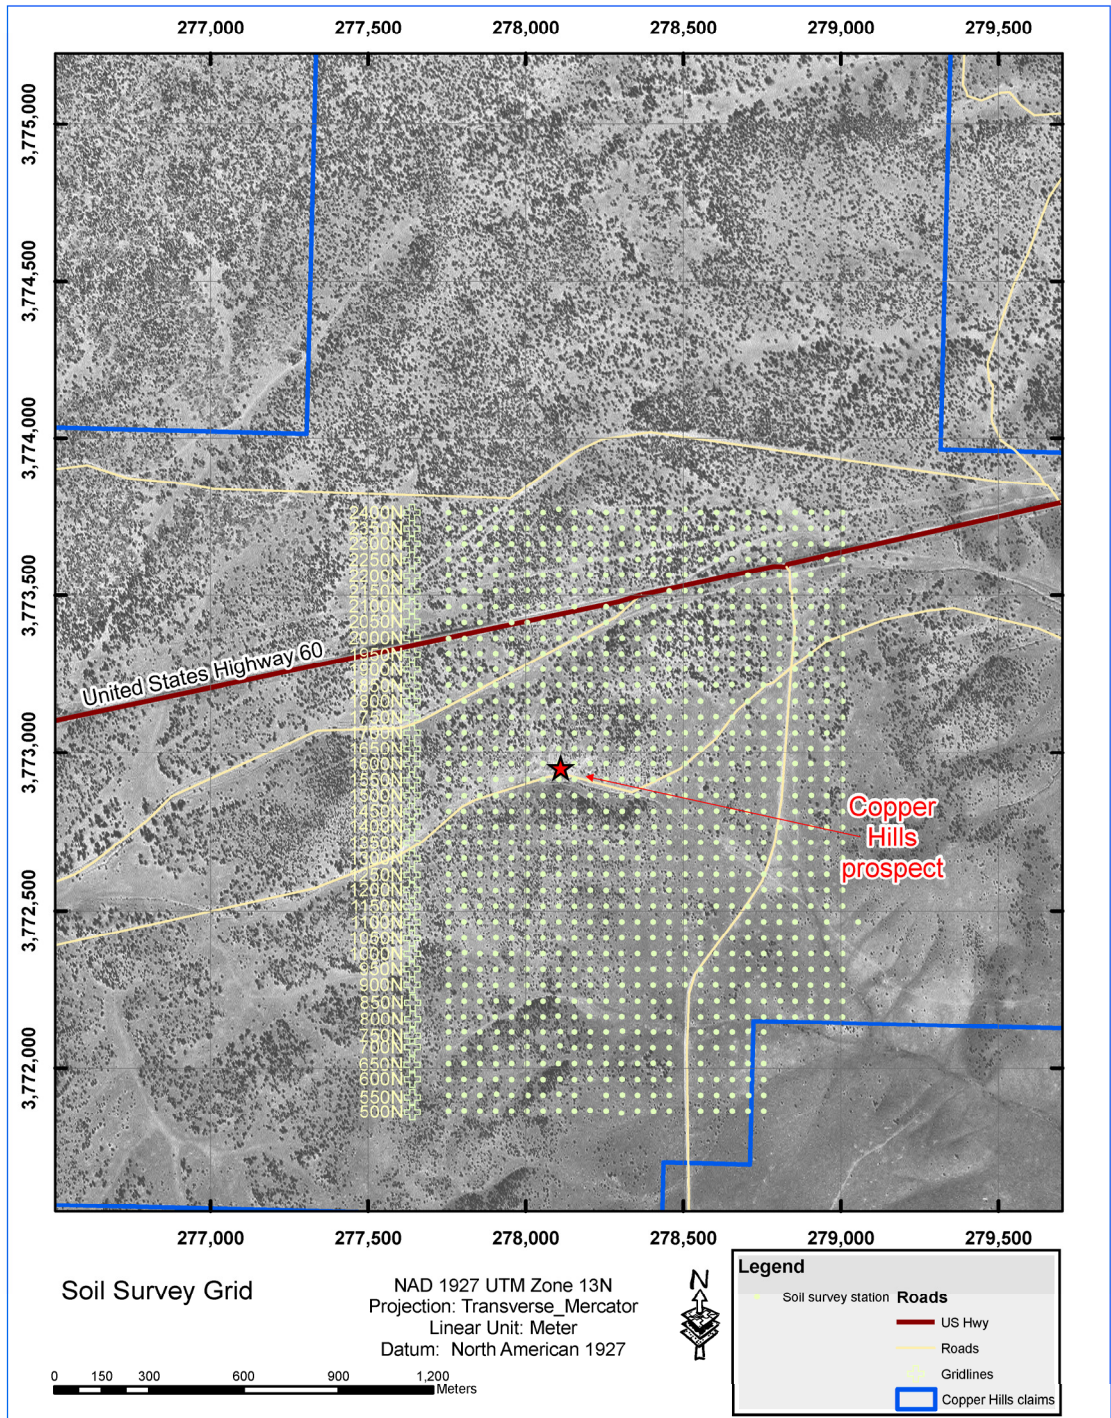 277,000 277,500 278,000 278,500 279,000 279,500
3,775,000
3,774,500
3,774,000
3,773,500
3,773,000
3,772,500
3,772,000
2400N
2350N
2300N
2250N
2200N
2150N
2100N
2050N
2000N
1950N
1900N
1850N
1800N
1750N
1700N
1650N
1600N
1550N
1500N
1450N
1400N
1350N
1300N
1250N
1200N
1150N
1100N
1050N
1000N
950N
900N
850N
800N
750N
700N
650N
600N
550N
500N
United States Highway 60
Copper
Hills
prospect
277,000 277,500 278,000 278,500 279,000 279,500
Soil Survey Grid
NAD 1927 UTM Zone 13N
Projection: Transverse_Mercator
Linear Unit: Meter
Datum: North American 1927
N
0 150 300 600 900 1,200
Meters
Legend
Soil survey station
Roads
US Hwy
Roads
Gridlines
Copper Hills claims